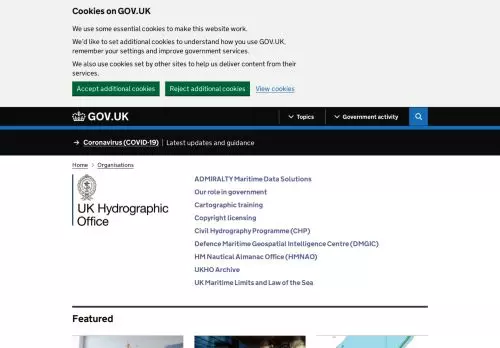 Cookies on GOV.UK
We use some essential cookies to make this website work.
We'd like to set additional cookies to understand how you use GOV.UK,
remember your settings and improve government services.
We also use cookies set by other sites to help us deliver content from their
services.
Accept additional cookies Reject additional cookies View cookies
GOV.UK Topics Government activity
→ Coronavirus (COVID-19) Latest updates and guidance
Home > Organisations
UK Hydrographic
Office
ADMIRALTY Maritime Data Solutions
Our role in government
Cartographic training
Copyright licensing
Civil Hydrography Programme (CHP)
Defence Maritime Geospatial Intelligence Centre (DMGIC)
HM Nautical Almanac Office (HMNAO)
UKHO Archive
UK Maritime Limits and Law of the Sea
Featured